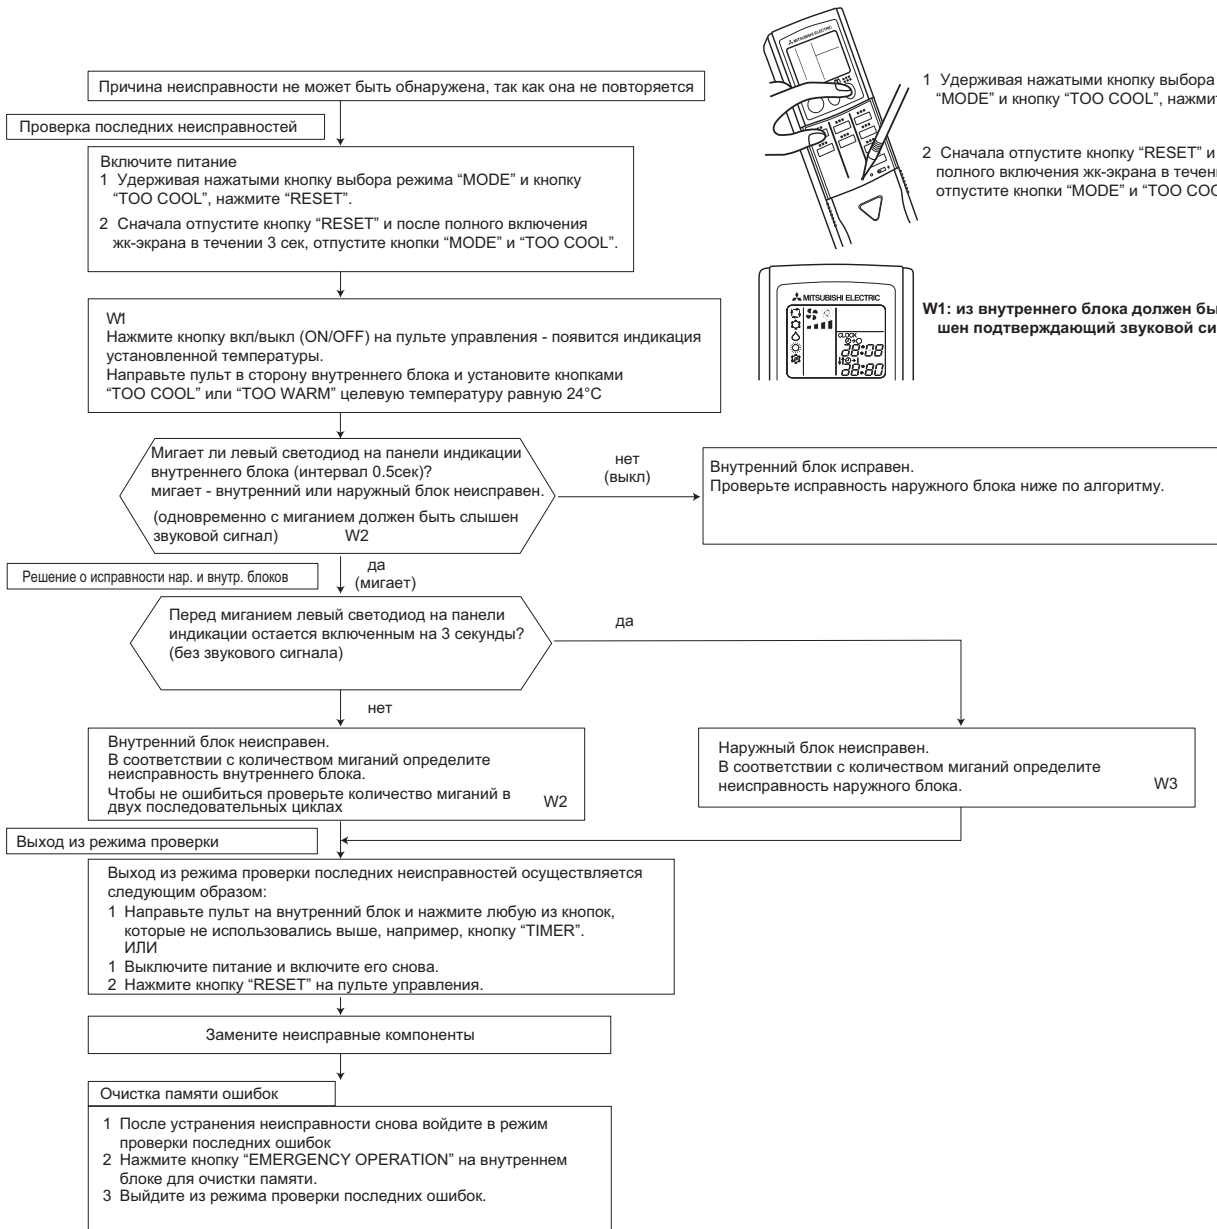 Причина неисправности не может быть обнаружена, так как она не повторяется
Проверка последних неисправностей
Включите питание
1 Удерживая нажатыми кнопку выбора режима “MODE” и кнопку
“TOO COOL”, нажмите “RESET”.
2 Сначала отпустите кнопку “RESET” и после полного включения
жк-экрана в течении 3 сек, отпустите кнопки “MODE” и “TOO COOL”.
MITSUBISHI ELECTRIC
1 Удерживая нажатыми кнопку выбора
“MODE” и кнопку “TOO COOL”, нажмит
2 Сначала отпустите кнопку “RESET” и
полного включения жк-экрана в течен
отпустите кнопки “MODE” и “TOO COO
MITSUBISHI ELECTRIC
CLOCK
W1: из внутреннего блока должен бы
шен подтверждающий звуковой си
W1
Нажмите кнопку вкл/выкл (ON/OFF) на пульте управления - появится индикация
установленной температуры.
Направьте пульт в сторону внутреннего блока и установите кнопками
“TOO COOL” или “TOO WARM” целевую температуру равную 24°C
Мигает ли левый светодиод на панели индикации
внутреннего блока (интервал 0.5сек)?
мигает - внутренний или наружный блок неисправен.
(одновременно с миганием должен быть слышен
звуковой сигнал) W2
нет
(выкл)
Внутренний блок исправен.
Проверьте исправность наружного блока ниже по алгоритму.
да
(мигает)
Решение о исправности нар. и внутр. блоков
Перед миганием левый светодиод на панели
индикации остается включенным на 3 секунды?
(без звукового сигнала)
да
нет
Внутренний блок неисправен.
В соответствии с количеством миганий определите
неисправность внутреннего блока.
Чтобы не ошибиться проверьте количество миганий в
двух последовательных циклах W2
Наружный блок неисправен.
В соответствии с количеством миганий определите
неисправность наружного блока. W3
Выход из режима проверки
Выход из режима проверки последних неисправностей осуществляется
следующим образом:
1 Направьте пульт на внутренний блок и нажмите любую из кнопок,
которые не использовались выше, например, кнопку “TIMER”.
ИЛИ
1 Выключите питание и включите его снова.
2 Нажмите кнопку “RESET” на пульте управления.
Замените неисправные компоненты
Очистка памяти ошибок
1 После устранения неисправности снова войдите в режим
проверки последних ошибок
2 Нажмите кнопку “EMERGENCY OPERATION” на внутреннем
блоке для очистки памяти.
3 Выйдите из режима проверки последних ошибок.